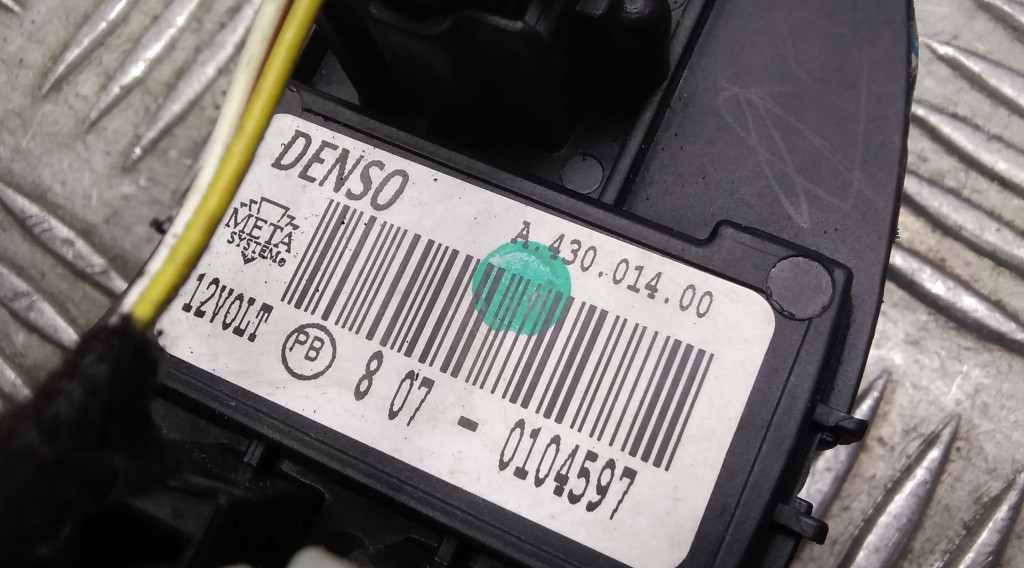 DENSO
META
SYSTEM
A.430.014.00
12VOLT
PB
8 07 - 0104597